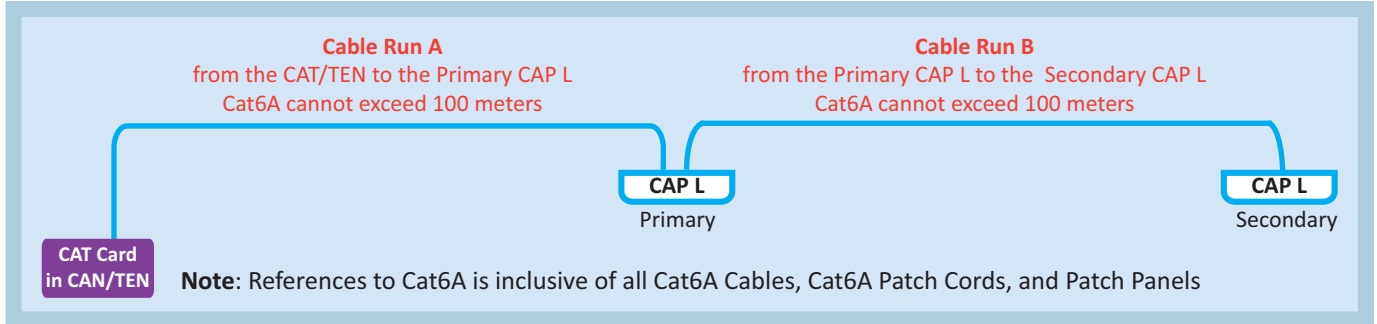 Cable Run A
from the CAT/TEN to the Primary CAP L
Cat6A cannot exceed 100 meters
Cable Run B
from the Primary CAP L to the Secondary CAP L
Cat6A cannot exceed 100 meters
CAP L
Primary
CAP L
Secondary
CAT Card
in CAN/TEN
Note: References to Cat6A is inclusive of all Cat6A Cables, Cat6A Patch Cords, and Patch Panels